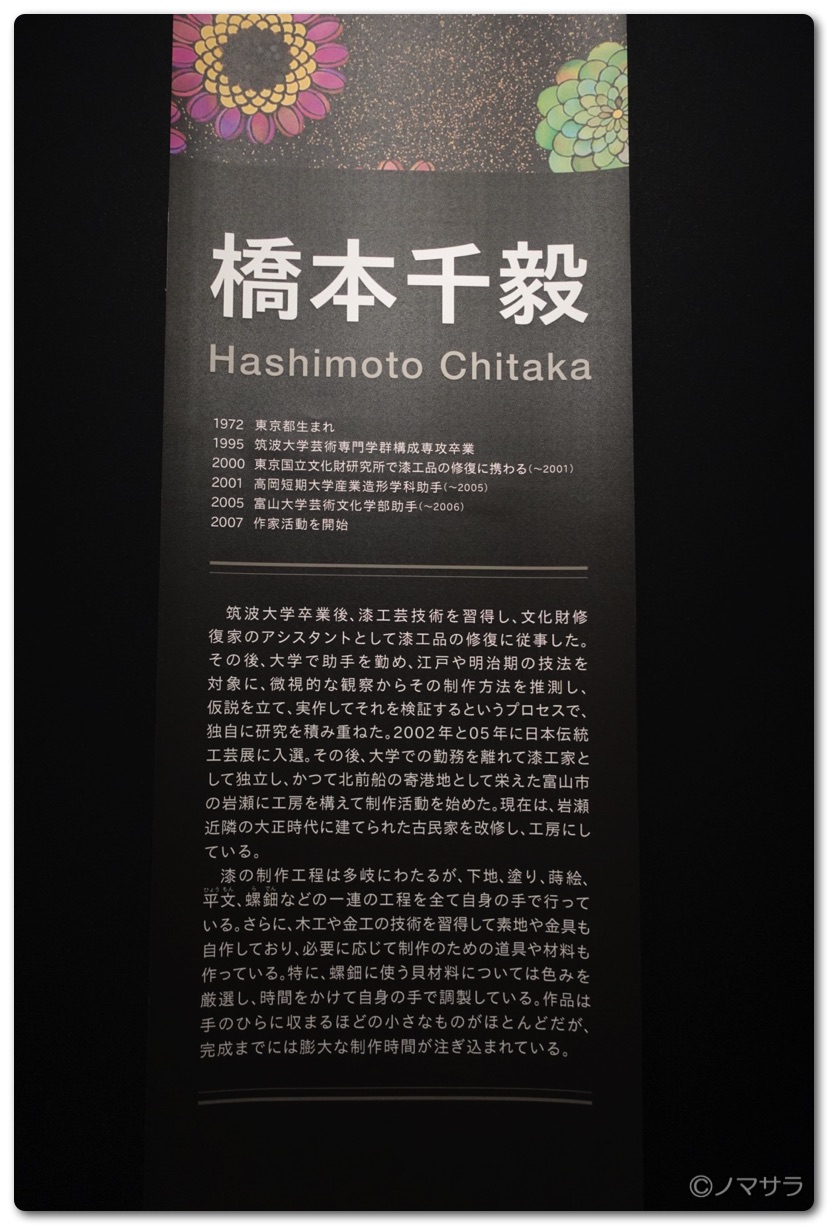 橋本千毅
Hashimoto Chitaka
1972 東京都生まれ
1995 筑波大学芸術専門学群構成専攻卒業
2000 東京国立文化財研究所で漆工品の修復に携わる(~2001)
2001 高岡短期大学産業造形学科助手(~2005)
2005 富山大学芸術文化学部助手(~2006)
2007 作家活動を開始
筑波大学卒業後、漆工芸技術を習得し、文化財修
復家のアシスタントとして漆工品の修復に従事した。
その後、大学で助手を勤め、江戸や明治期の技法を
対象に、微視的な観察からその制作方法を推測し、
仮説を立て、実作してそれを検証するというプロセスで、
独自に研究を積み重ねた。2002年と05年に日本伝統
工芸展に入選。その後、大学での勤務を離れて漆工家と
して独立し、かつて北前船の寄港地として栄えた富山市
の岩瀬に工房を構えて制作活動を始めた。現在は、岩瀬
近隣の大正時代に建てられた古民家を改修し、工房にし
ている。
漆の制作工程は多岐にわたるが、下地、塗り、蒔絵、
ひょうもん らでん
平文、螺鈿などの一連の工程を全て自身の手で行って
いる。さらに、木工や金工の技術を習得して素地や金具も
自作しており、必要に応じて制作のための道具や材料も
作っている。特に、螺鈿に使う貝材料については色みを
厳選し、時間をかけて自身の手で調製している。作品は
手のひらに収まるほどの小さなものがほとんどだが、
完成までには膨大な制作時間が注ぎ込まれている。
©ノマサラ